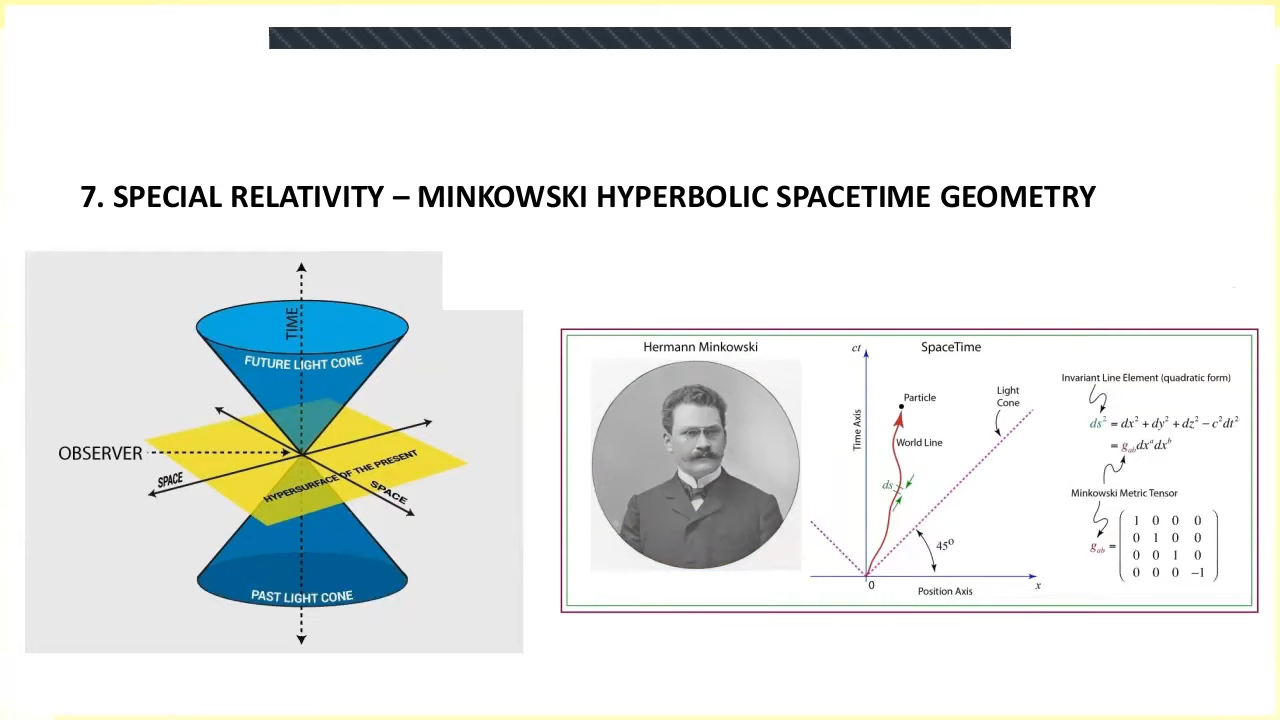 7. SPECIAL RELATIVITY – MINKOWSKI HYPERBOLIC SPACETIME GEOMETRY
TIME
FUTURE LIGHT CONE
OBSERVER
SPACE
HYPERSURFACE OF THE PRESENT
SPACE
PAST LIGHT CONE
Hermann Minkowski
ct
SpaceTime
Time Axis
Particle
World Line
ds
Light
Cone
45º
0
x
Position Axis
Invariant Line Element (quadratic form)
ds² = dx² + dy² + dz² – c²dt²
= g_ab dx^a dx^b
Minkowski Metric Tensor
g_ab =
1 0 0 0
0 1 0 0
0 0 1 0
0 0 0 –1